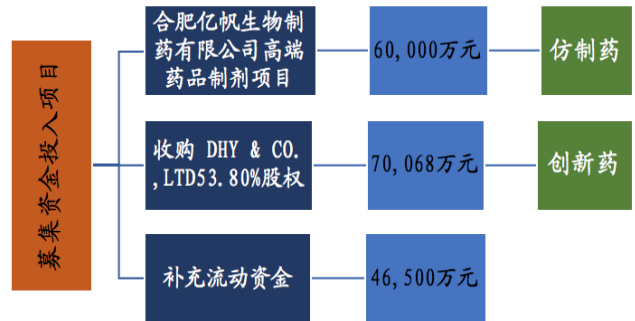 募集资金投入项目
合肥亿帆生物制
药有限公司高端
药品制剂项目
60,000万元
仿制药
收购 DHY & CO.
,LTD53.80%股权
70,068万元
创新药
补充流动资金
46,500万元